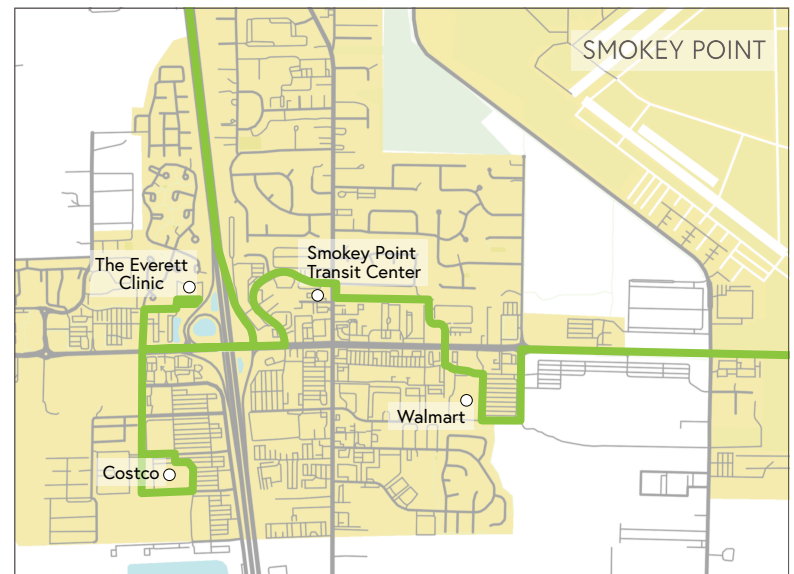 SMOKEY POINT
The Everett
Clinic
Smokey Point
Transit Center
Walmart
Costco